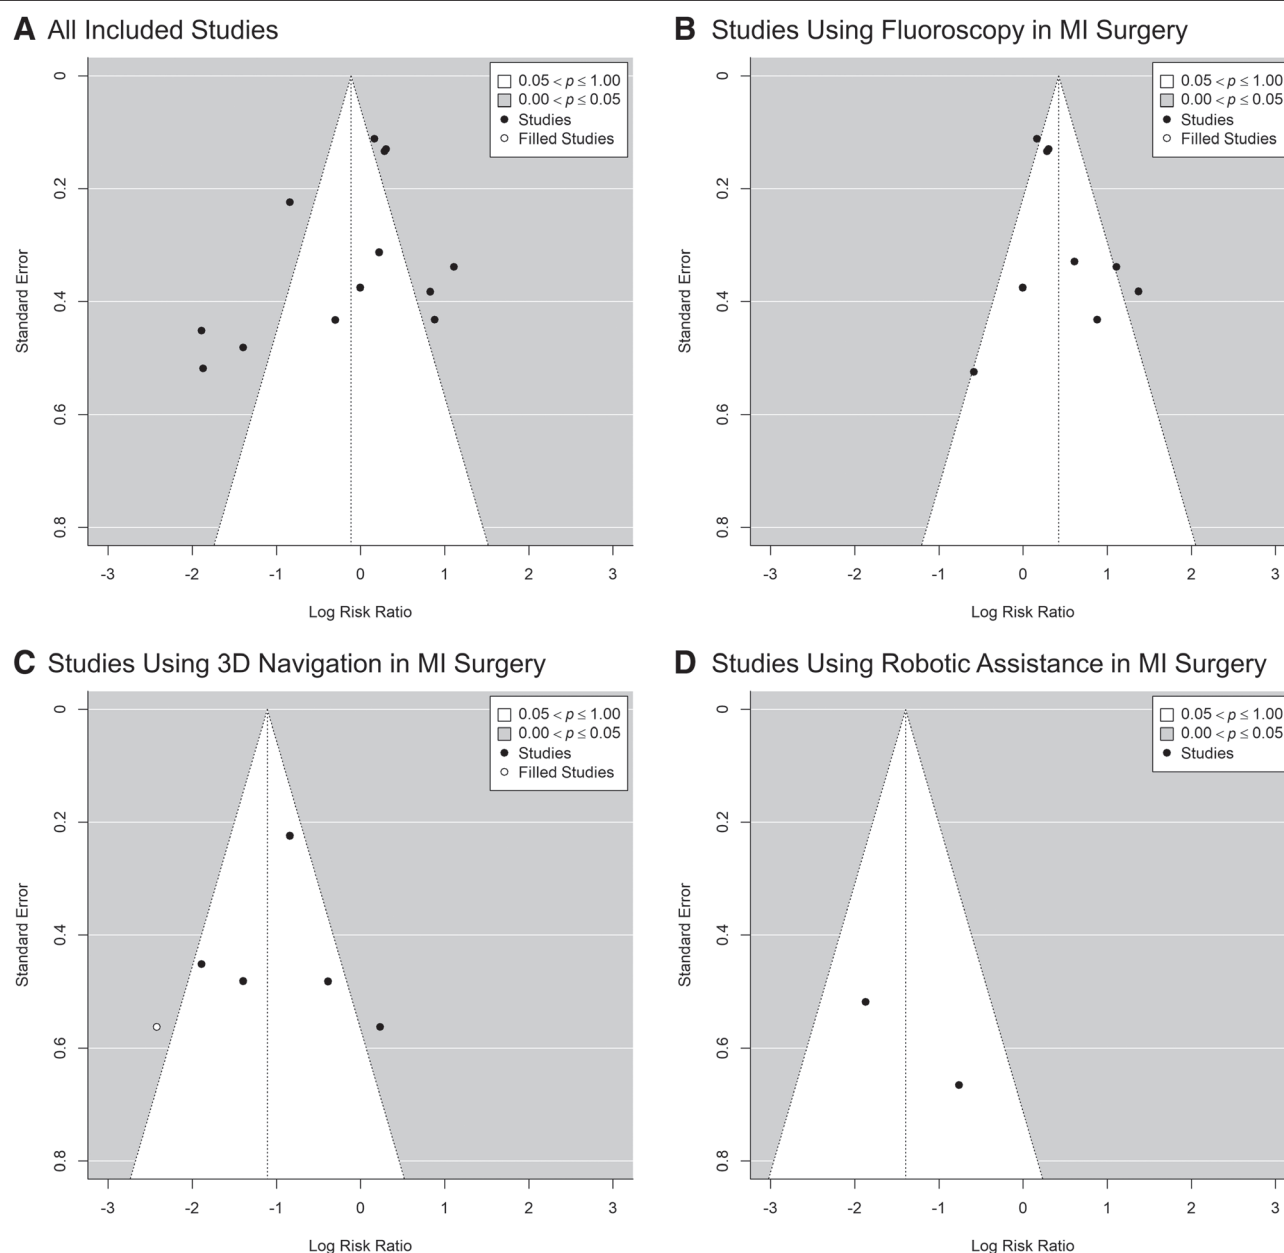 A All Included Studies
0.05 < p ≤ 1.00
0.00 < p ≤ 0.05
Studies
Filled Studies
Standard Error
0
0.2
0.4
0.6
0.8
-3 -2 -1 0 1 2 3
Log Risk Ratio
B Studies Using Fluoroscopy in MI Surgery
0.05 < p ≤ 1.00
0.00 < p ≤ 0.05
Studies
Filled Studies
Standard Error
0
0.2
0.4
0.6
0.8
-3 -2 -1 0 1 2 3
Log Risk Ratio
C Studies Using 3D Navigation in MI Surgery
0.05 < p ≤ 1.00
0.00 < p ≤ 0.05
Studies
Filled Studies
Standard Error
0
0.2
0.4
0.6
0.8
-3 -2 -1 0 1 2 3
Log Risk Ratio
D Studies Using Robotic Assistance in MI Surgery
0.05 < p ≤ 1.00
0.00 < p ≤ 0.05
Studies
Standard Error
0
0.2
0.4
0.6
0.8
-3 -2 -1 0 1 2 3
Log Risk Ratio